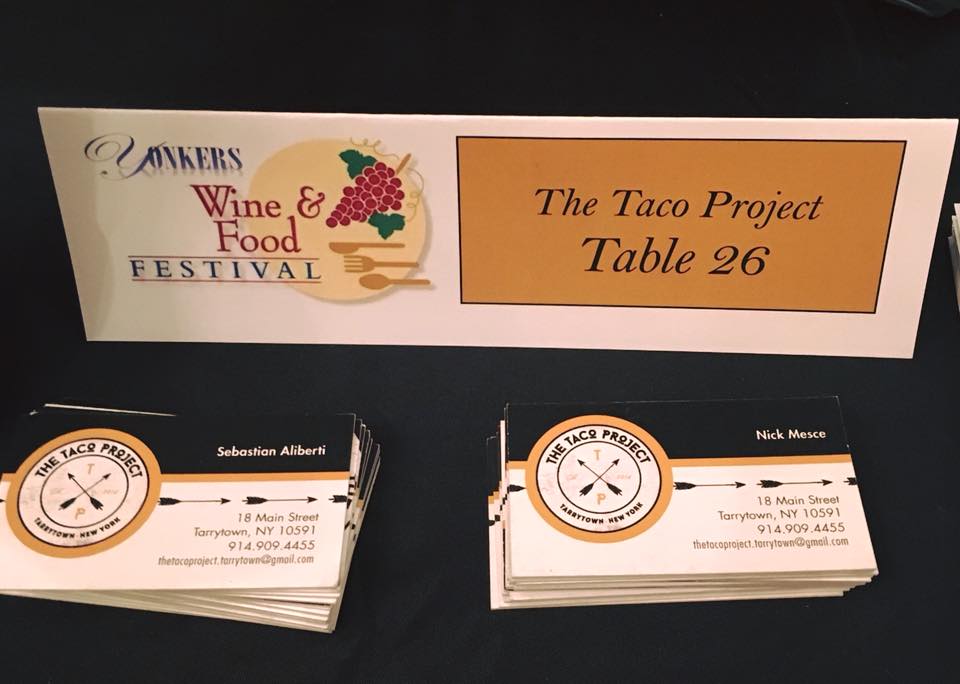 YONKERS
Wine &
Food
FESTIVAL
The Taco Project
Table 26
Sebastian Aliberti
THE TACO PROJECT
T
P
TARRYTOWN NEW YORK
18 Main Street
Tarrytown, NY 10591
914.909.4455
thetacoproject.tarrytown@gmail.com
Nick Mesce
THE TACO PROJECT
T
P
TARRYTOWN NEW YORK
18 Main Street
Tarrytown, NY 10591
914.909.4455
thetacoproject.tarrytown@gmail.com